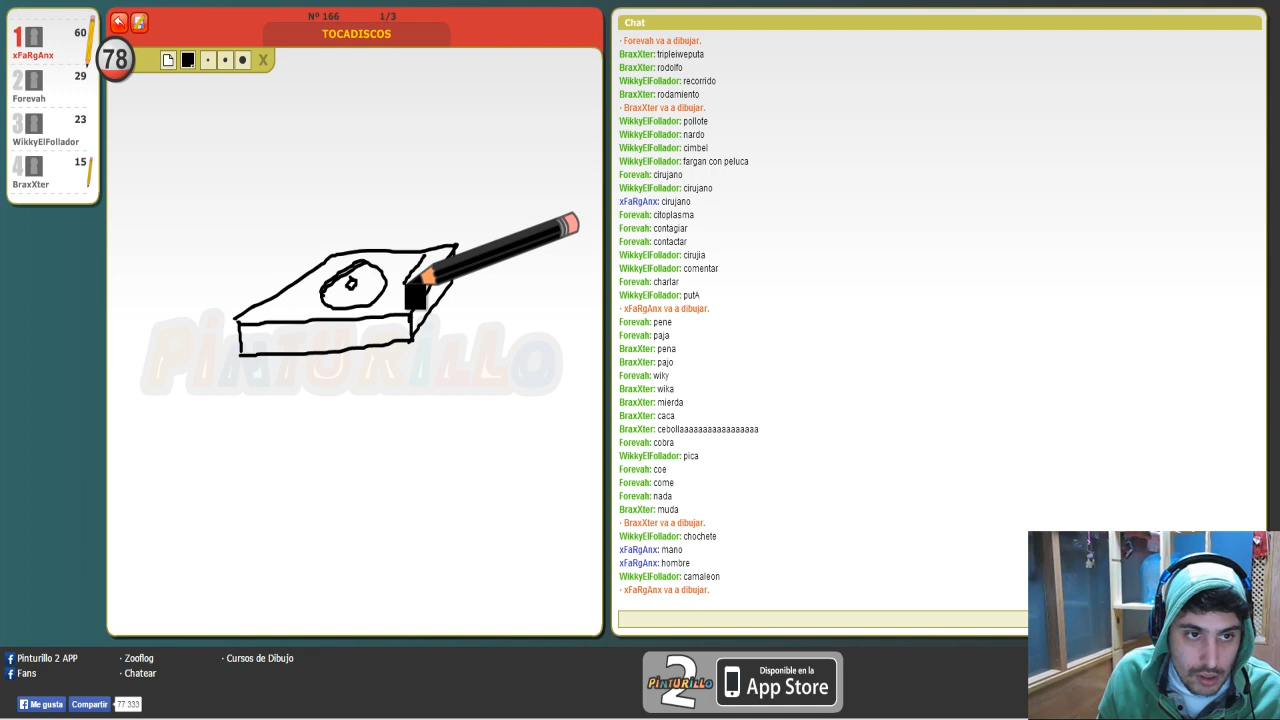 Nº 166 1/3
TOCADISCOS
78
1 60
xFaRgAnx
2 29
Forevah
3 23
WikkyElFollador
4 15
BraxXter
X
PINTURILLO
Chat
· Forevah va a dibujar.
BraxXter: tripleiweputa
BraxXter: rodolfo
WikkyElFollador: recorrido
BraxXter: rodamiento
· BraxXter va a dibujar.
WikkyElFollador: pollote
WikkyElFollador: nardo
WikkyElFollador: cimbel
WikkyElFollador: fargan con peluca
Forevah: cirujano
WikkyElFollador: cirujano
xFaRgAnx: cirujano
Forevah: citoplasma
Forevah: contagiar
Forevah: contactar
WikkyElFollador: cirujia
WikkyElFollador: comentar
Forevah: charlar
WikkyElFollador: putA
· xFaRgAnx va a dibujar.
Forevah: pene
Forevah: paja
BraxXter: pena
BraxXter: pajo
Forevah: wiky
BraxXter: wika
BraxXter: mierda
BraxXter: caca
BraxXter: cebollaaaaaaaaaaaaaaaaa
Forevah: cobra
WikkyElFollador: pica
Forevah: coe
Forevah: come
Forevah: nada
BraxXter: muda
· BraxXter va a dibujar.
WikkyElFollador: chochete
xFaRgAnx: mano
xFaRgAnx: hombre
WikkyElFollador: camaleon
· xFaRgAnx va a dibujar.
Pinturillo 2 APP
Fans
· Zooflog
· Chatear
· Cursos de Dibujo
Me gusta
Compartir
77 333
PINTURILLO 2
Disponible en la
App Store